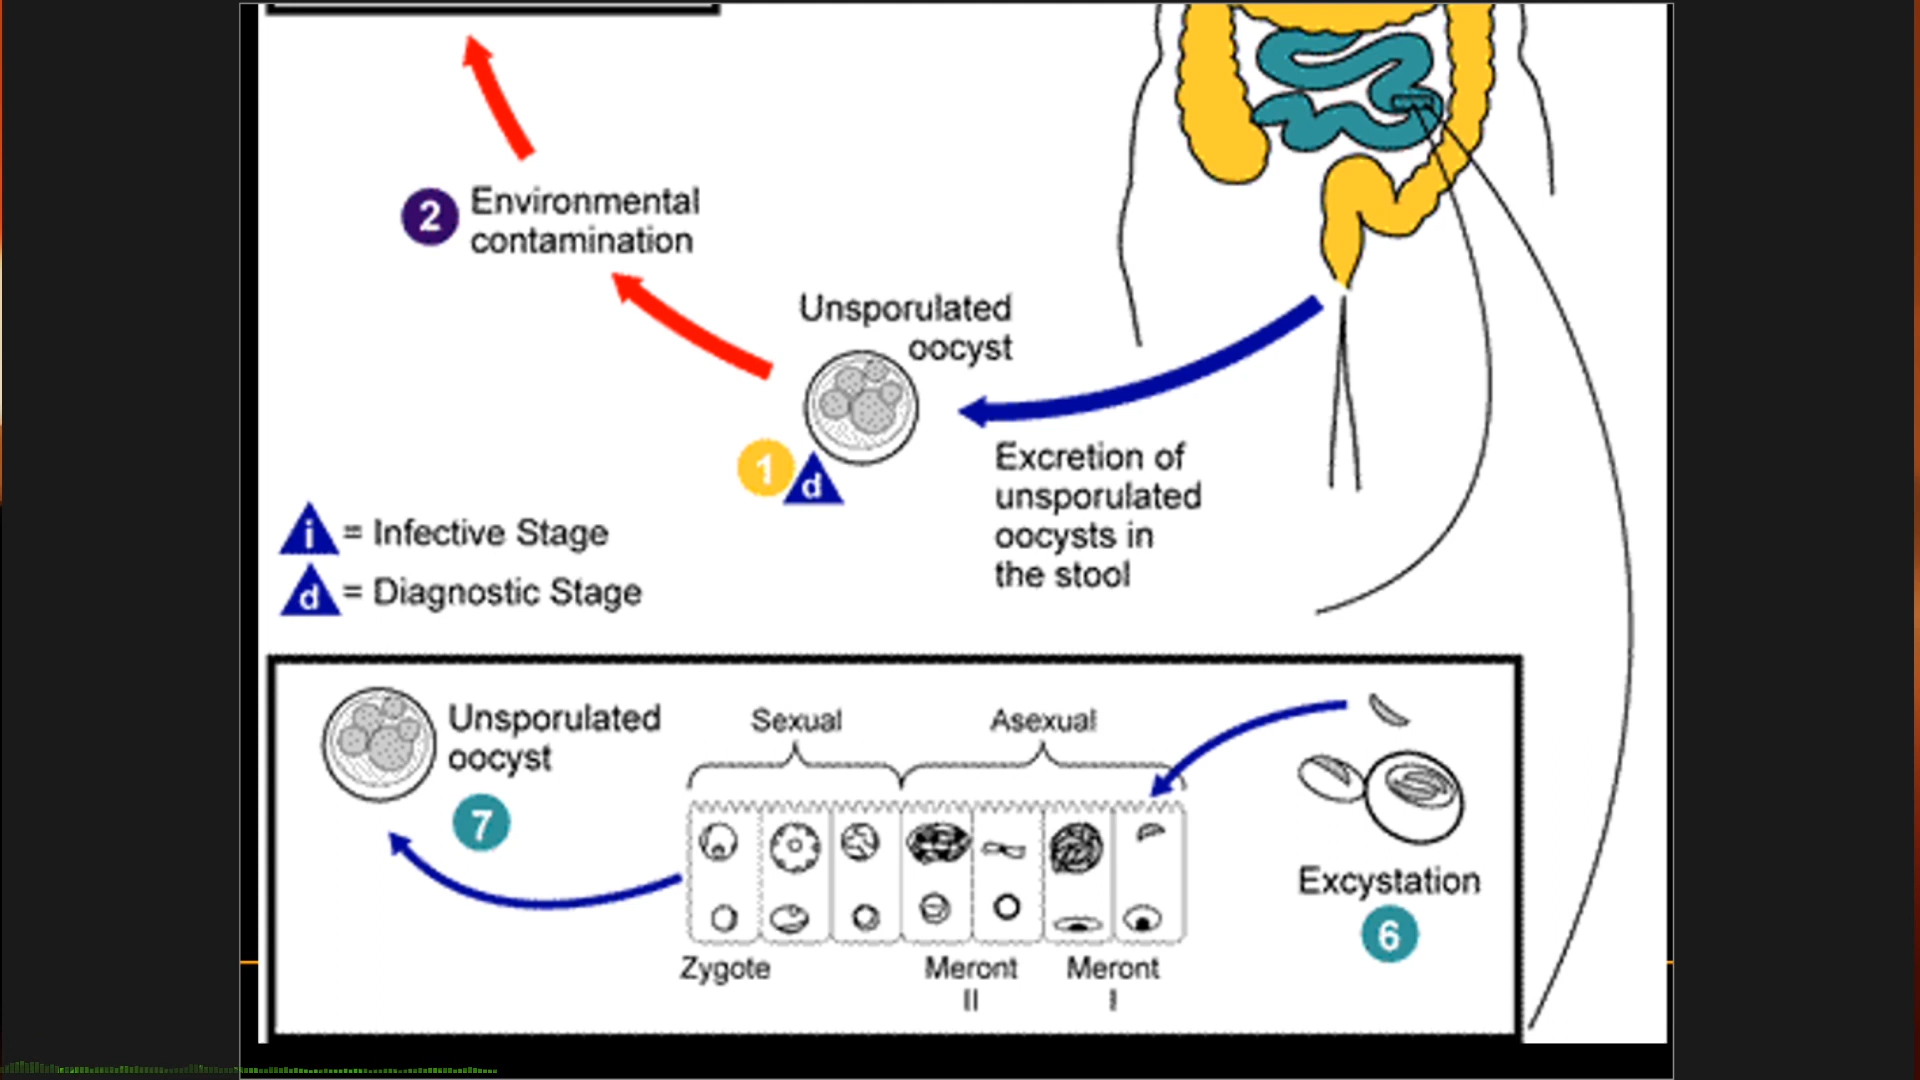 2
Environmental
contamination
Unsporulated
oocyst
1
d
Excretion of
unsporulated
oocysts in
the stool
i = Infective Stage
d = Diagnostic Stage
Unsporulated
oocyst
7
Sexual
Asexual
Excystation
6
Zygote
Meront
II
Meront
I